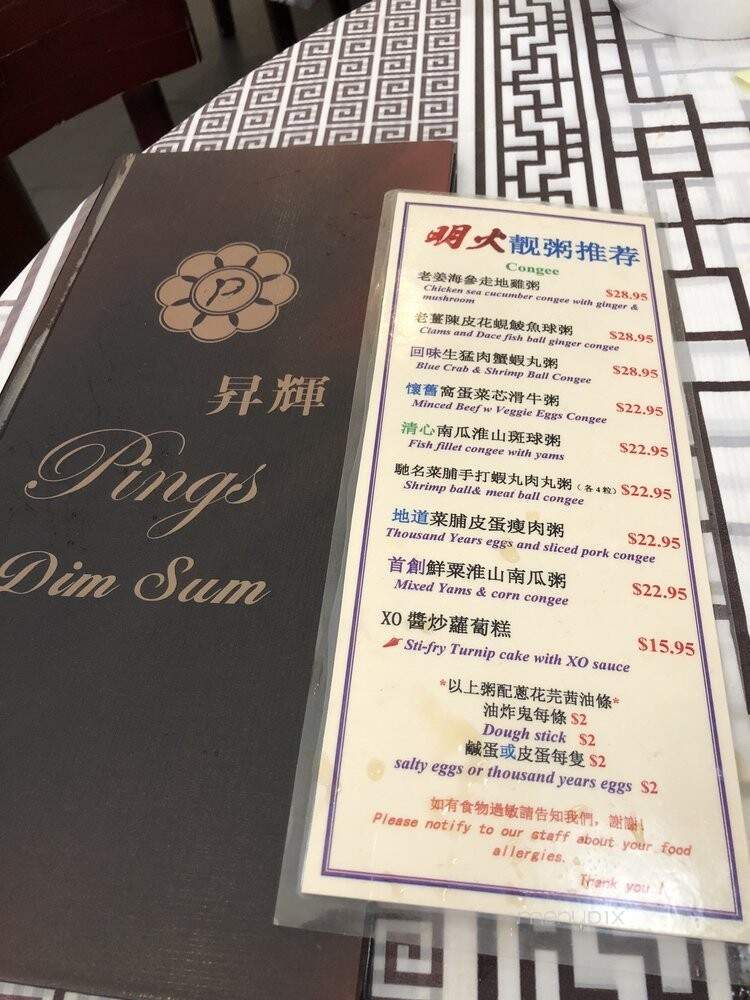 昇輝
Pings
Dim Sum
明火靓粥推荐
Congee
老姜海參走地雞粥
Chicken sea cucumber congee with ginger &
mushroom $28.95
老薑陳皮花蜆鯪魚球粥
Clams and Dace fish ball ginger congee $28.95
回味生猛肉蟹蝦丸粥
Blue Crab & Shrimp Ball Congee $28.95
懷舊窩蛋菜芯滑牛粥
Minced Beef w Veggie Eggs Congee $22.95
清心南瓜淮山斑球粥
Fish fillet congee with yams $22.95
馳名菜脯手打蝦丸肉丸粥(各4粒) $22.95
Shrimp ball& meat ball congee
地道菜脯皮蛋瘦肉粥
Thousand Years eggs and sliced pork congee $22.95
首創鮮粟淮山南瓜粥
Mixed Yams & corn congee $22.95
XO 醬炒蘿蔔糕
Sti-fry Turnip cake with XO sauce $15.95
*以上粥配蔥花芫茜油條*
油炸鬼每條 $2
Dough stick $2
鹹蛋或皮蛋每隻 $2
salty eggs or thousand years eggs $2
如有食物過敏請告知我們，謝謝!
Please notify to our staff about your food
allergies.
Thank you !
menupix